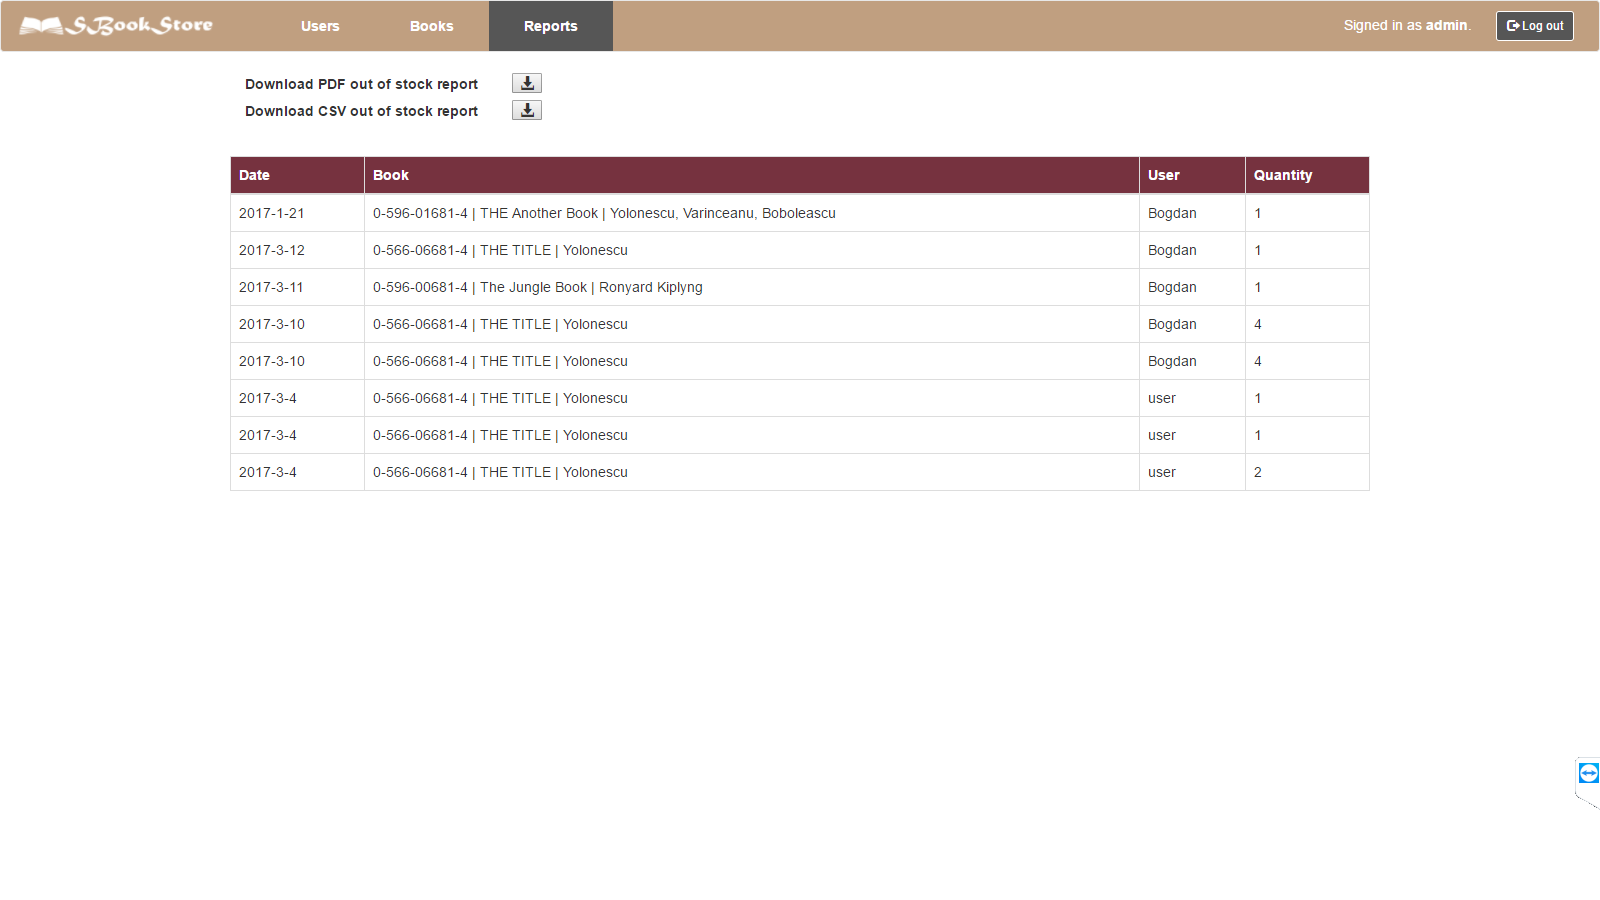 SBookStore Users Books Reports Signed in as admin. Log out
Download PDF out of stock report
Download CSV out of stock report
Date Book User Quantity
2017-1-21 0-596-01681-4 | THE Another Book | Yolonescu, Varinceanu, Boboleascu Bogdan 1
2017-3-12 0-566-06681-4 | THE TITLE | Yolonescu Bogdan 1
2017-3-11 0-596-00681-4 | The Jungle Book | Ronyard Kiplyng Bogdan 1
2017-3-10 0-566-06681-4 | THE TITLE | Yolonescu Bogdan 4
2017-3-10 0-566-06681-4 | THE TITLE | Yolonescu Bogdan 4
2017-3-4 0-566-06681-4 | THE TITLE | Yolonescu user 1
2017-3-4 0-566-06681-4 | THE TITLE | Yolonescu user 1
2017-3-4 0-566-06681-4 | THE TITLE | Yolonescu user 2